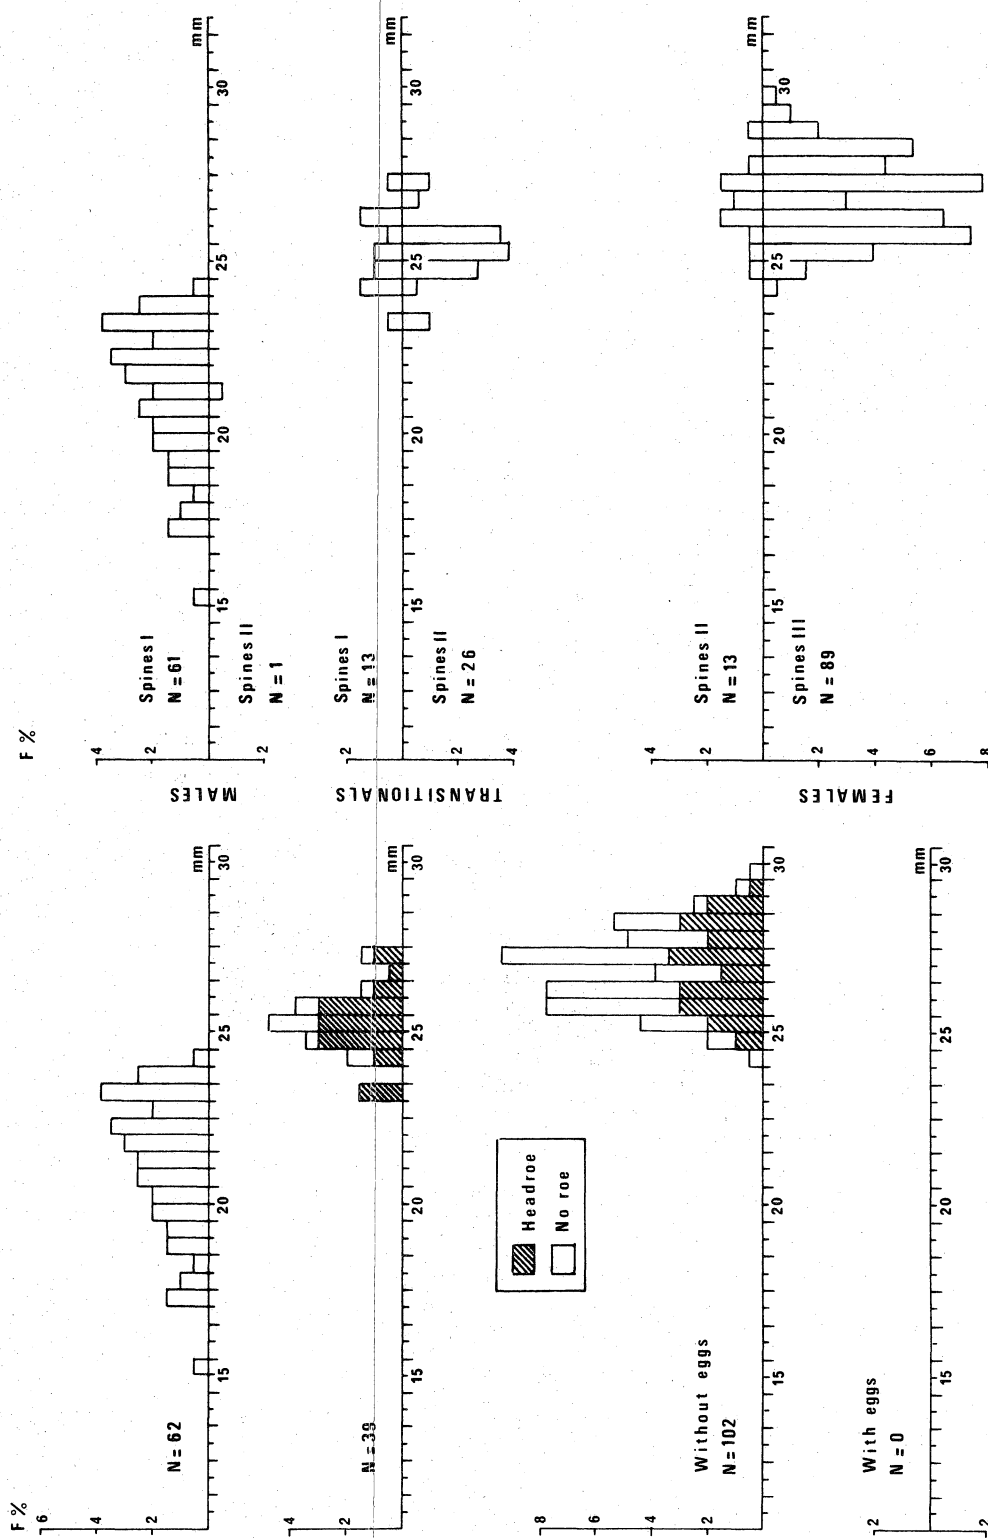 F %
6
4
2
N = 62
15 20 25 30 mm
4
2
N = 39
15 20 25 30 mm
Headroe
No roe
8
6
4
2
Without eggs
N = 102
15 20 25 30
2
With eggs
N = 0
15 20 25 30 mm
2
MALES
TRANSITIONALS
FEMALES
F %
4
2
Spines I
N = 61
15 20 25 30 mm
Spines II
N = 1
2
2
Spines I
N = 13
25 30 mm
15 20
Spines II
N = 26
2
4
4
2
Spines II
N = 13
15 20 25 30 mm
Spines III
N = 89
2
4
6
8